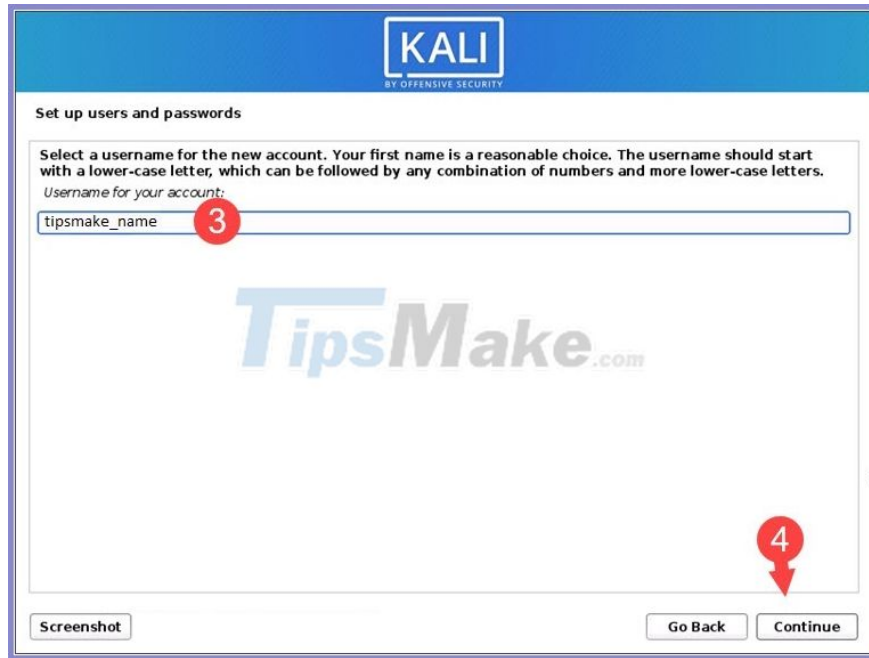 KALI
BY OFFENSIVE SECURITY
Set up users and passwords
Select a username for the new account. Your first name is a reasonable choice. The username should start
with a lower-case letter, which can be followed by any combination of numbers and more lower-case letters.
Username for your account:
tipsmake_name
3
TipsMake.com
4
Screenshot
Go Back
Continue